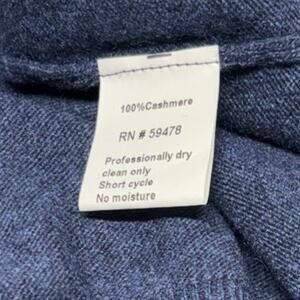 100%Cashmere
RN # 59478
Professionally dry
clean only
Short cycle
No moisture